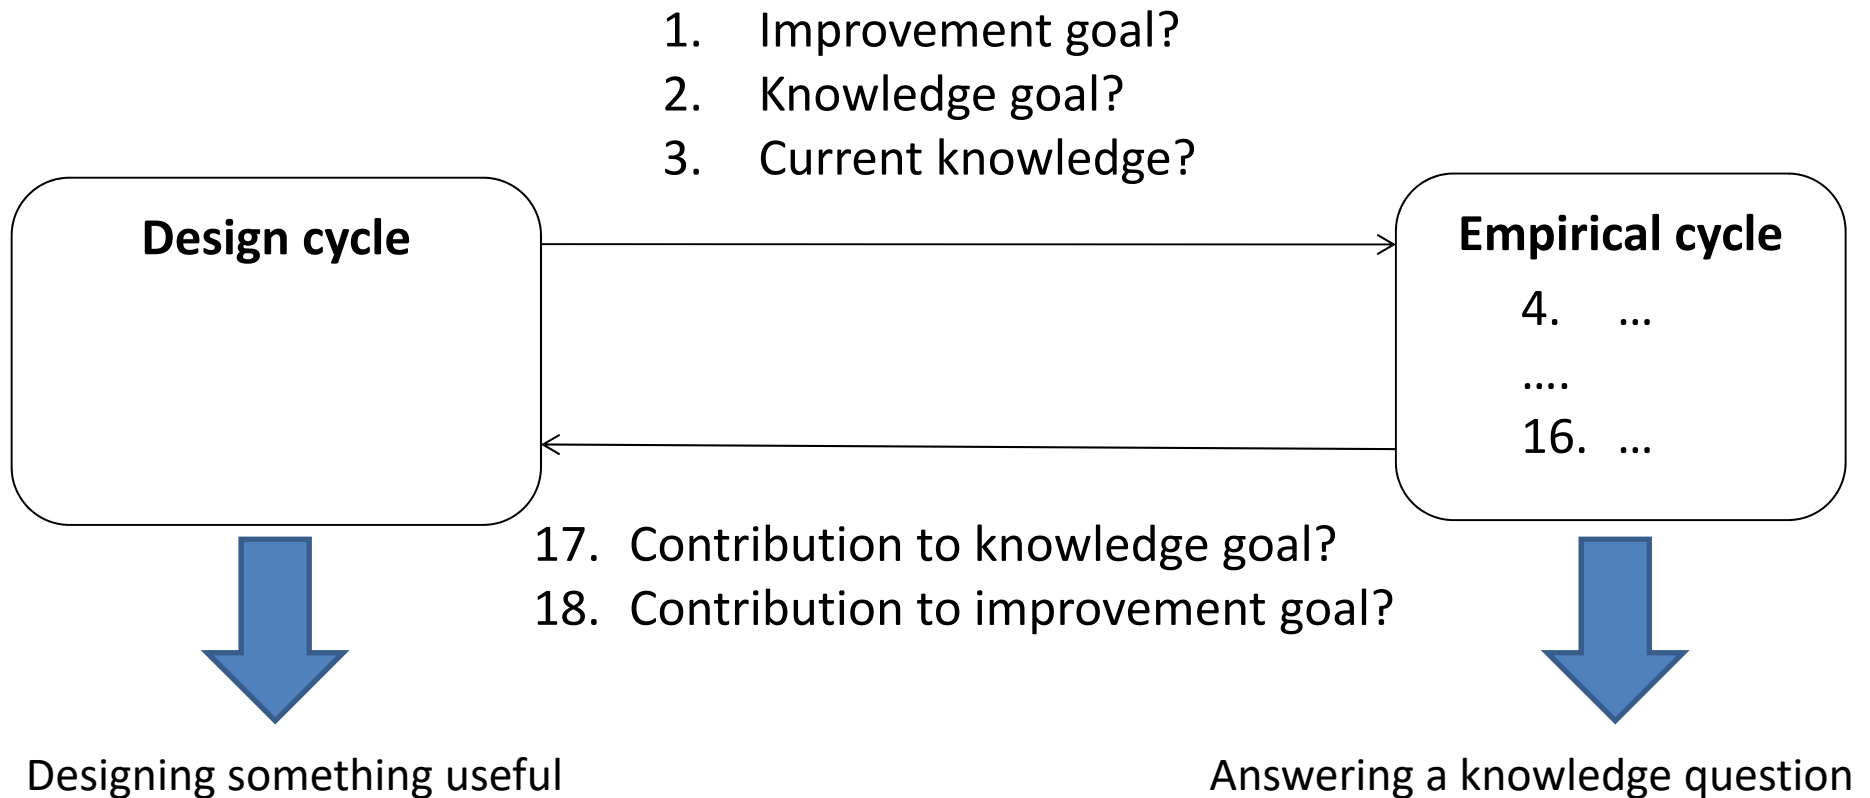 1. Improvement goal?
2. Knowledge goal?
3. Current knowledge?
Design cycle
Empirical cycle
4. ...
....
16. ...
17. Contribution to knowledge goal?
18. Contribution to improvement goal?
Designing something useful
Answering a knowledge question